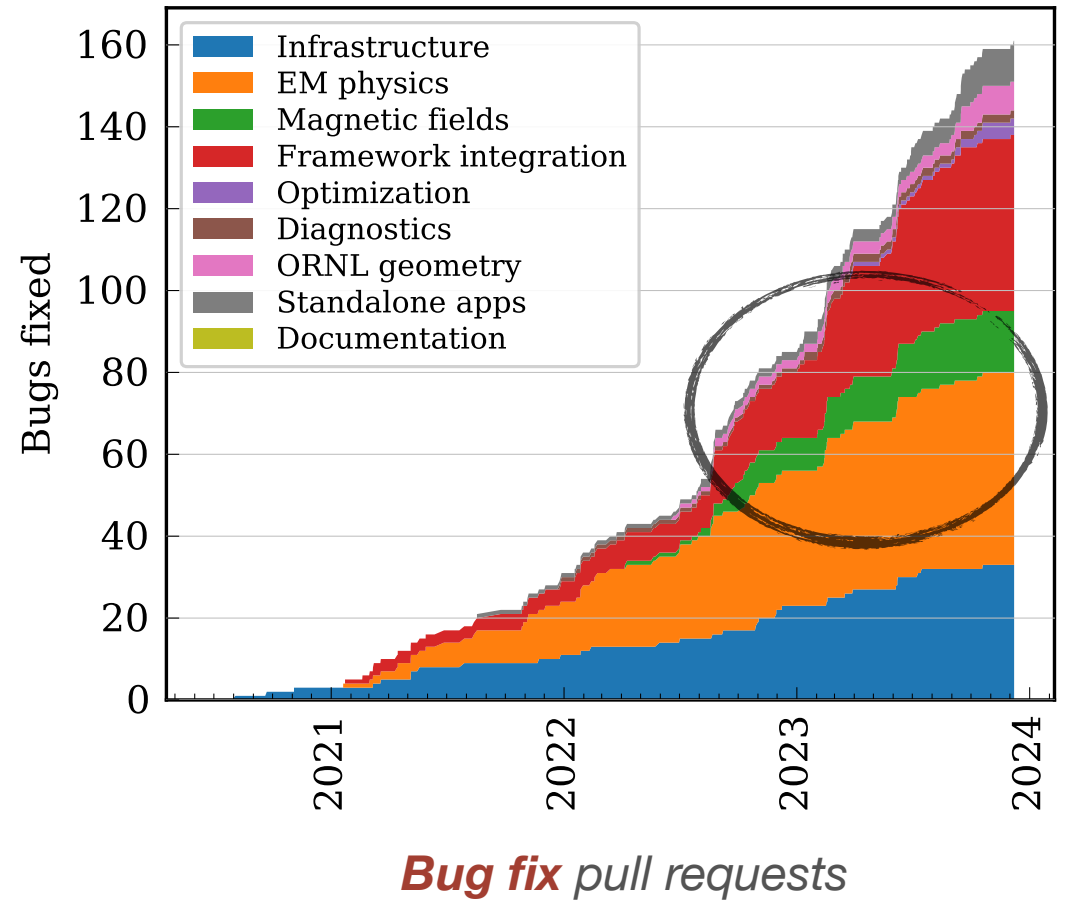 Bugs fixed
160
140
120
100
80
60
40
20
0
Infrastructure
EM physics
Magnetic fields
Framework integration
Optimization
Diagnostics
ORNL geometry
Standalone apps
Documentation
2021
2022
2023
2024
Bug fix pull requests